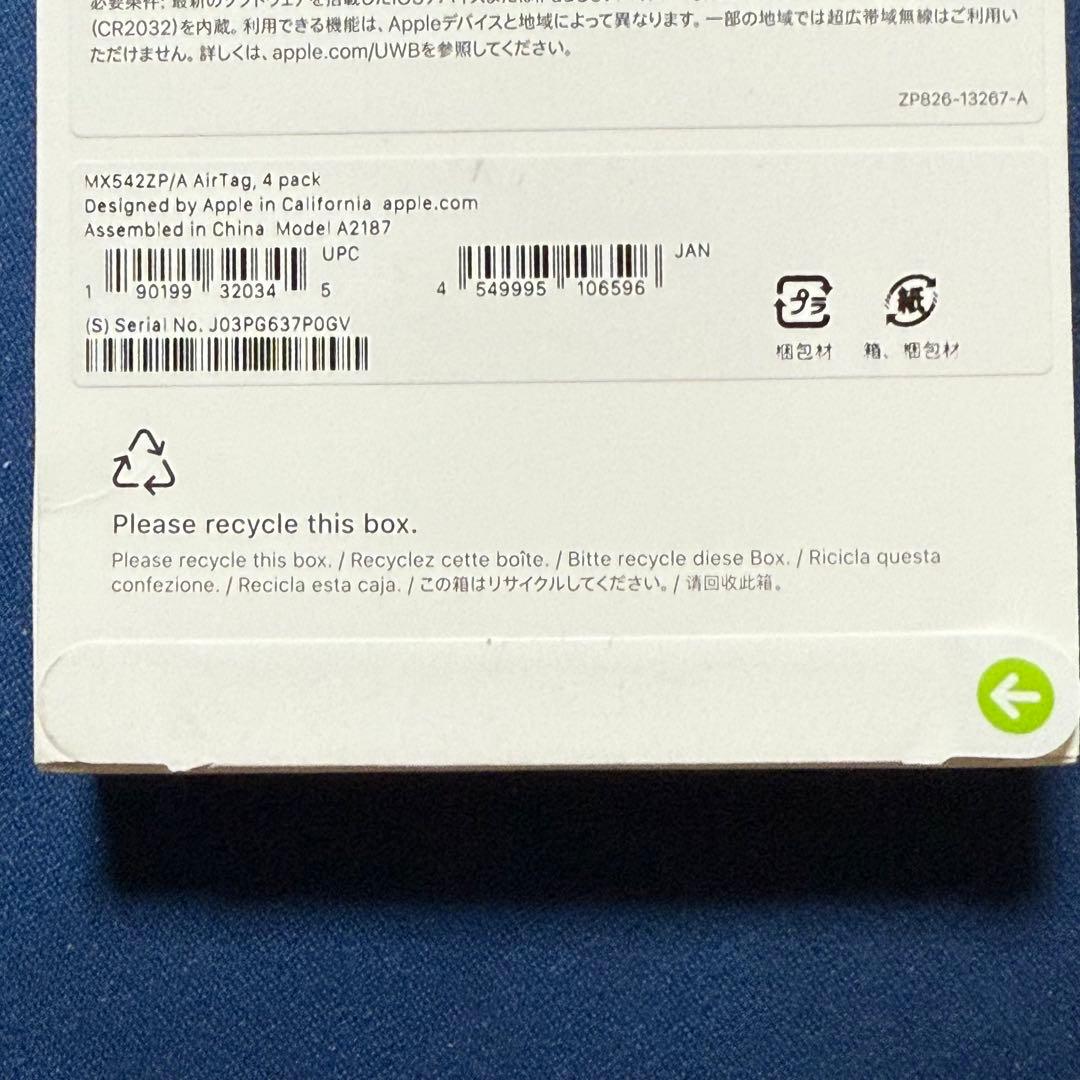 (CR2032)を内蔵。利用できる機能は、Appleデバイスと地域によって異なります。一部の地域では超広帯域無線はご利用い
ただけません。詳しくは、apple.com/UWBを参照してください。
ZP826-13267-A
MX542ZP/A AirTag, 4 pack
Designed by Apple in California apple.com
Assembled in China Model A2187
UPC
1 90199 32034 5
JAN
4 549995 106596
(S) Serial No. J03PG637P0GV
プラ
紙
梱包材
箱、梱包材
Please recycle this box.
Please recycle this box. / Recyclez cette boîte. / Bitte recycle diese Box. / Ricicla questa
confezione. / Recicla esta caja. / この箱はリサイクルしてください。/ 请回收此箱。